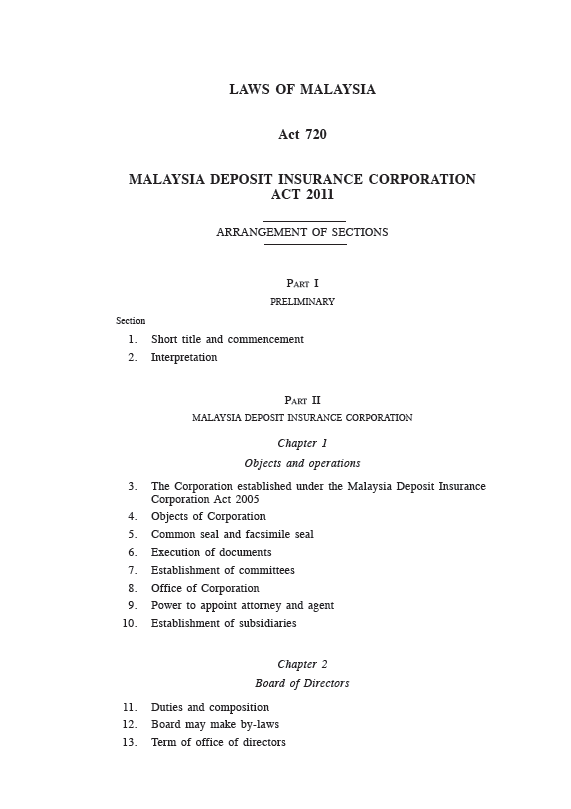 LAWS OF MALAYSIA
Act 720
MALAYSIA DEPOSIT INSURANCE CORPORATION
ACT 2011
ARRANGEMENT OF SECTIONS
Part I
PRELIMINARY
Section
1. Short title and commencement
2. Interpretation
Part II
MALAYSIA DEPOSIT INSURANCE CORPORATION
Chapter 1
Objects and operations
3. The Corporation established under the Malaysia Deposit Insurance
Corporation Act 2005
4. Objects of Corporation
5. Common seal and facsimile seal
6. Execution of documents
7. Establishment of committees
8. Office of Corporation
9. Power to appoint attorney and agent
10. Establishment of subsidiaries
Chapter 2
Board of Directors
11. Duties and composition
12. Board may make by-laws
13. Term of office of directors